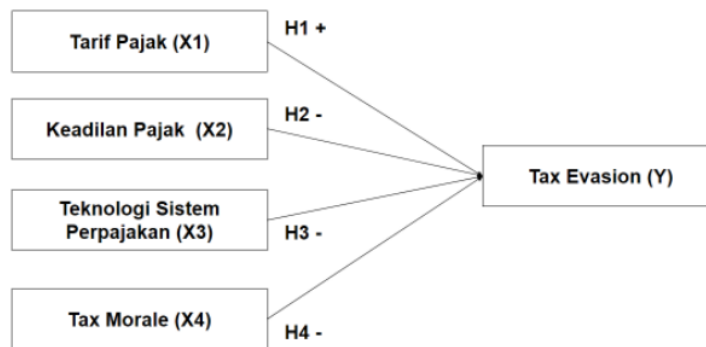 Tarif Pajak (X1)
H1 +
Keadilan Pajak (X2)
H2 -
Tax Evasion (Y)
Teknologi Sistem
Perpajakan (X3)
H3 -
Tax Morale (X4)
H4 -